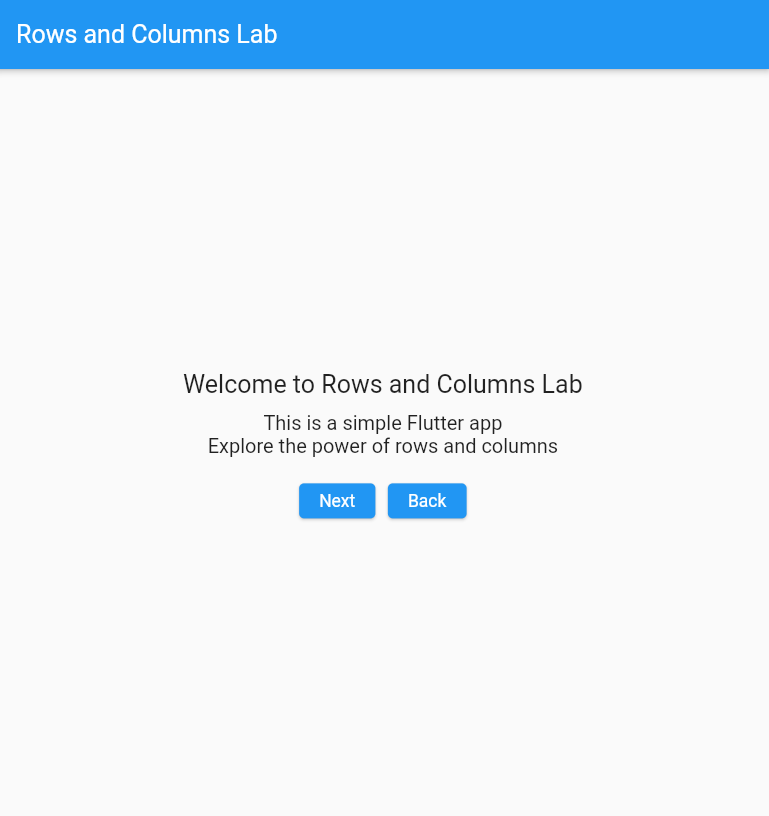 Rows and Columns Lab
Welcome to Rows and Columns Lab
This is a simple Flutter app
Explore the power of rows and columns
Next Back